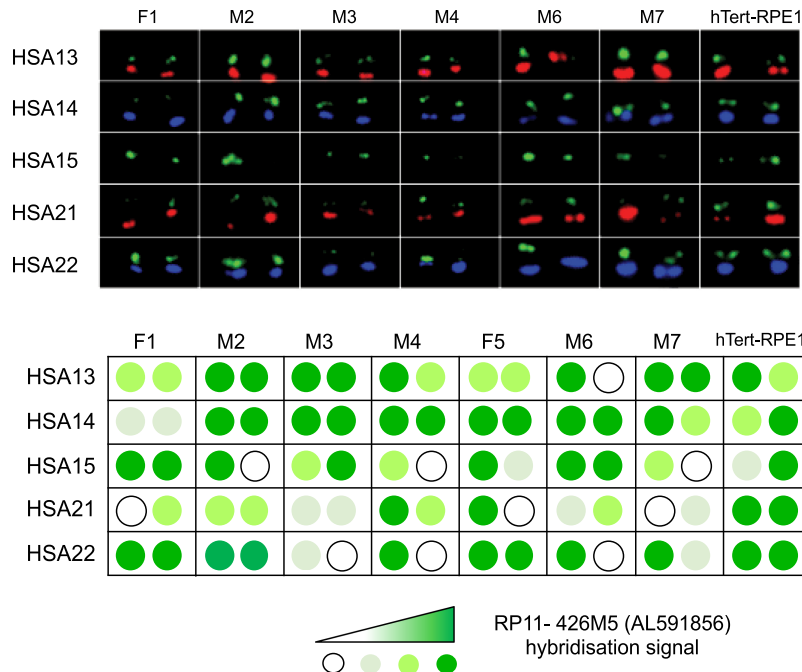 F1 M2 M3 M4 M6 M7 hTert-RPE1
HSA13
HSA14
HSA15
HSA21
HSA22
F1 M2 M3 M4 F5 M6 M7 hTert-RPE1
HSA13
HSA14
HSA15
HSA21
HSA22
RP11- 426M5 (AL591856)
hybridisation signal